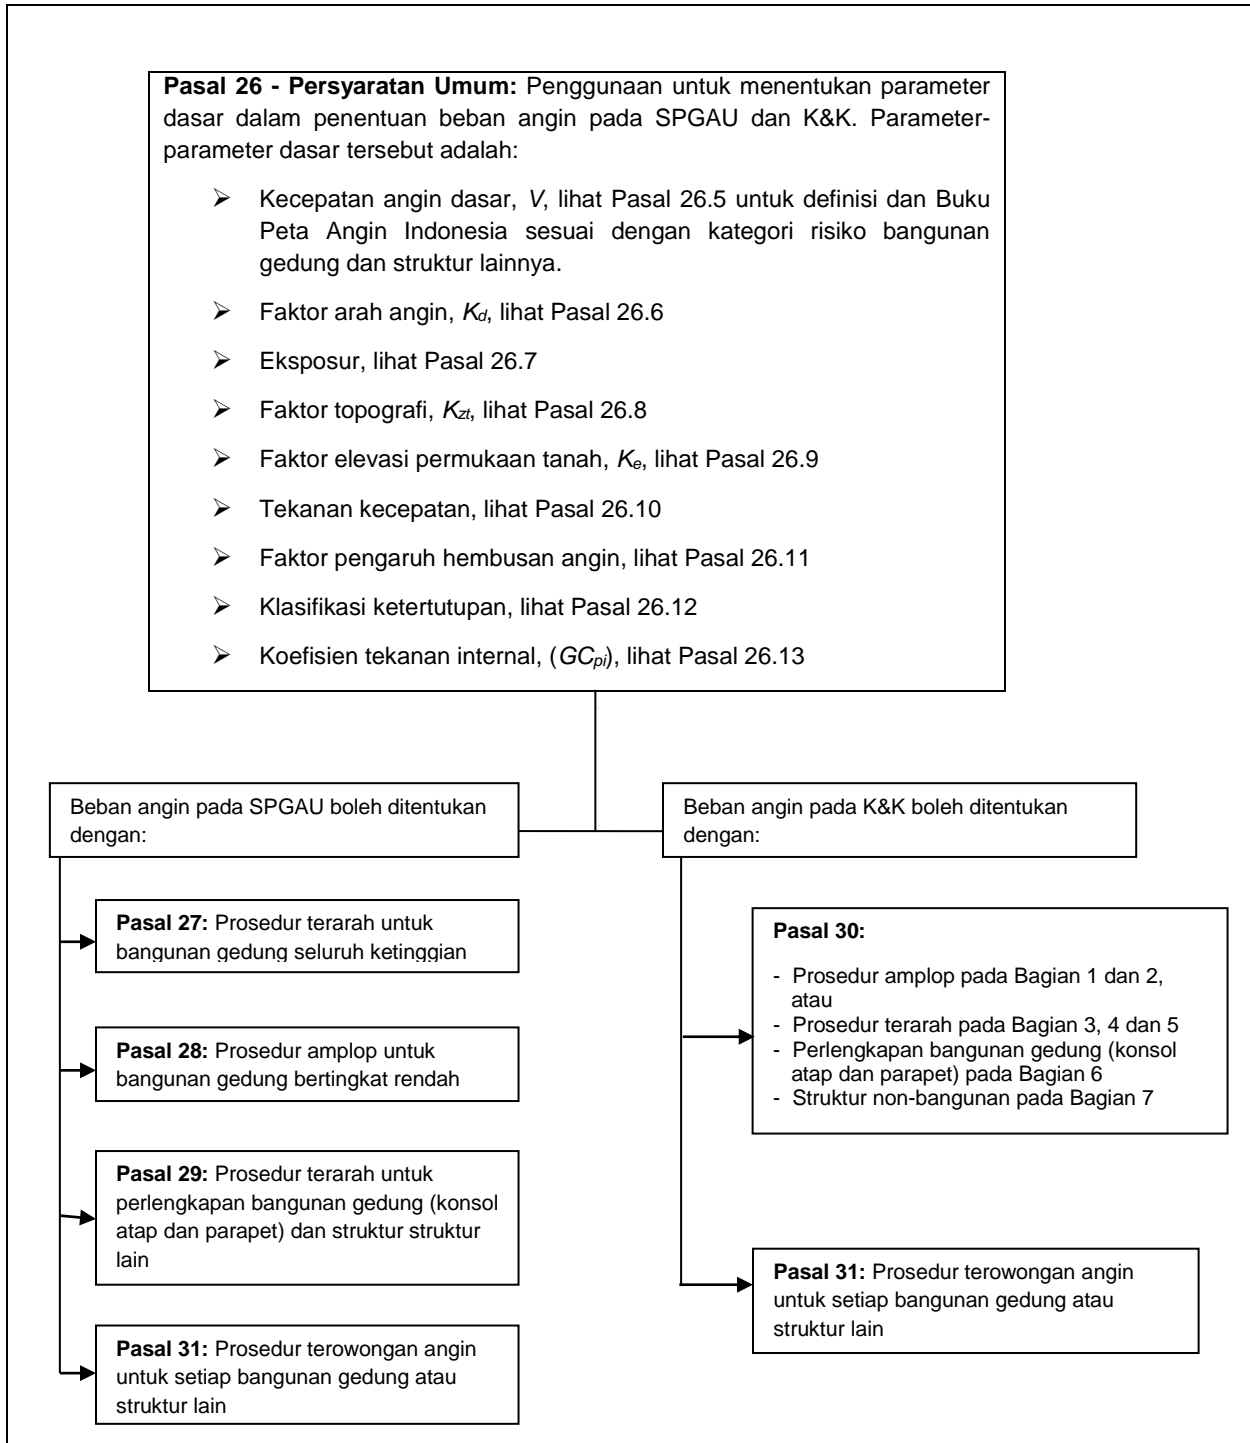 Pasal 26 - Persyaratan Umum: Penggunaan untuk menentukan parameter
dasar dalam penentuan beban angin pada SPGAU dan K&K. Parameter-
parameter dasar tersebut adalah:
➢ Kecepatan angin dasar, V, lihat Pasal 26.5 untuk definisi dan Buku
Peta Angin Indonesia sesuai dengan kategori risiko bangunan
gedung dan struktur lainnya.
➢ Faktor arah angin, Kd, lihat Pasal 26.6
➢ Eksposur, lihat Pasal 26.7
➢ Faktor topografi, Kzt, lihat Pasal 26.8
➢ Faktor elevasi permukaan tanah, Ke, lihat Pasal 26.9
➢ Tekanan kecepatan, lihat Pasal 26.10
➢ Faktor pengaruh hembusan angin, lihat Pasal 26.11
➢ Klasifikasi ketertutupan, lihat Pasal 26.12
➢ Koefisien tekanan internal, (GCpi), lihat Pasal 26.13
Beban angin pada SPGAU boleh ditentukan
dengan:
Pasal 27: Prosedur terarah untuk
bangunan gedung seluruh ketinggian
Pasal 28: Prosedur amplop untuk
bangunan gedung bertingkat rendah
Pasal 29: Prosedur terarah untuk
perlengkapan bangunan gedung (konsol
atap dan parapet) dan struktur struktur
lain
Pasal 31: Prosedur terowongan angin
untuk setiap bangunan gedung atau
struktur lain
Beban angin pada K&K boleh ditentukan
dengan:
Pasal 30:
- Prosedur amplop pada Bagian 1 dan 2,
atau
- Prosedur terarah pada Bagian 3, 4 dan 5
- Perlengkapan bangunan gedung (konsol
atap dan parapet) pada Bagian 6
- Struktur non-bangunan pada Bagian 7
Pasal 31: Prosedur terowongan angin
untuk setiap bangunan gedung atau
struktur lain